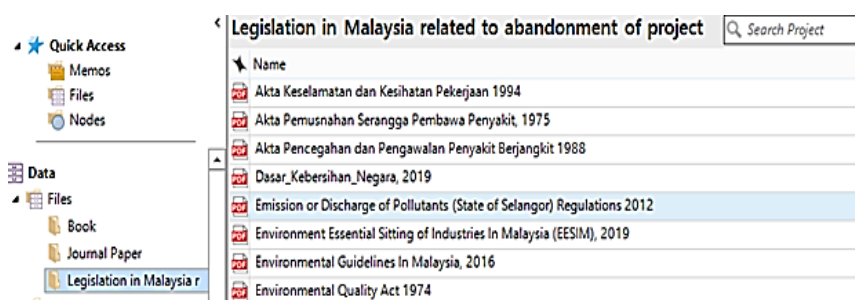 Quick Access
Memos
Files
Nodes
Data
Files
Book
Journal Paper
Legislation in Malaysia r
Legislation in Malaysia related to abandonment of project
Search Project
Name
Akta Keselamatan dan Kesihatan Pekerjaan 1994
Akta Pemusnahan Serangga Pembawa Penyakit, 1975
Akta Pencegahan dan Pengawalan Penyakit Berjangkit 1988
Dasar_Kebersihan_Negara, 2019
Emission or Discharge of Pollutants (State of Selangor) Regulations 2012
Environment Essential Sitting of Industries In Malaysia (EESIM), 2019
Environmental Guidelines In Malaysia, 2016
Environmental Quality Act 1974